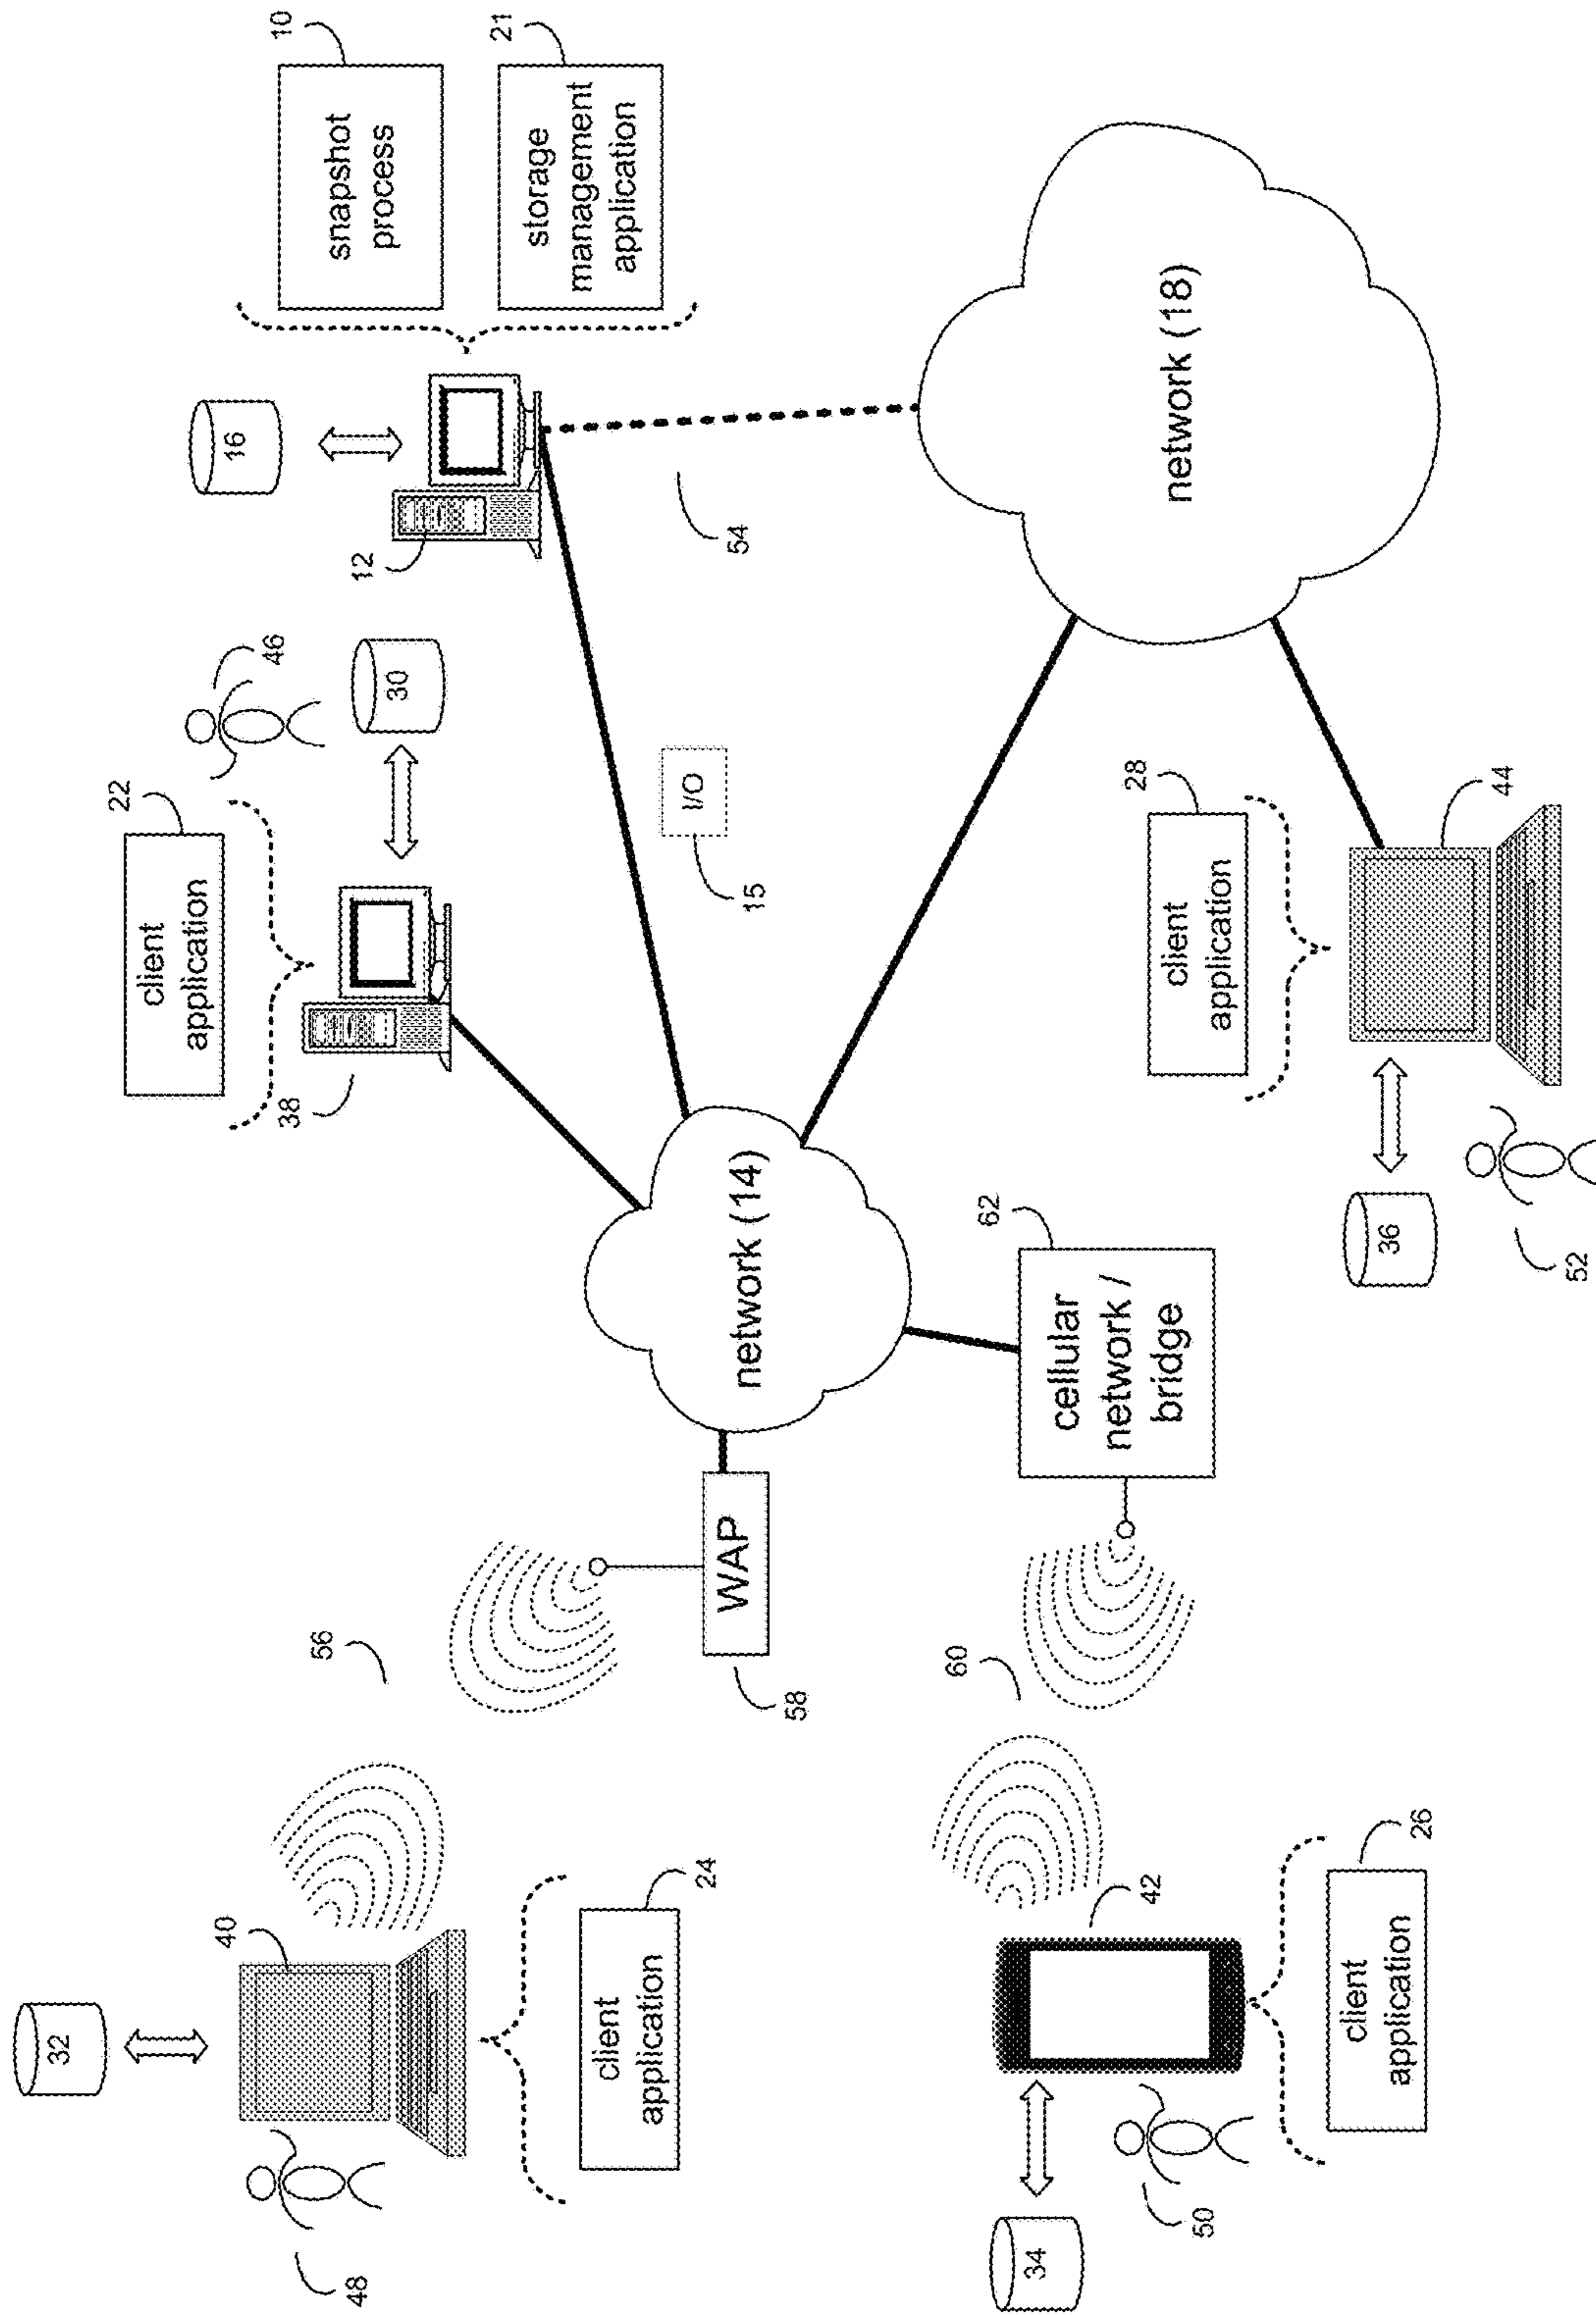 32
40
48
client
application
24
56
WAP
58
34
42
50
client
application
26
60
cellular
network /
bridge
62
network (14)
client
application
22
38
46
30
I/O
15
16
12
snapshot
process
10
storage
management
application
21
54
network (18)
client
application
28
44
36
52